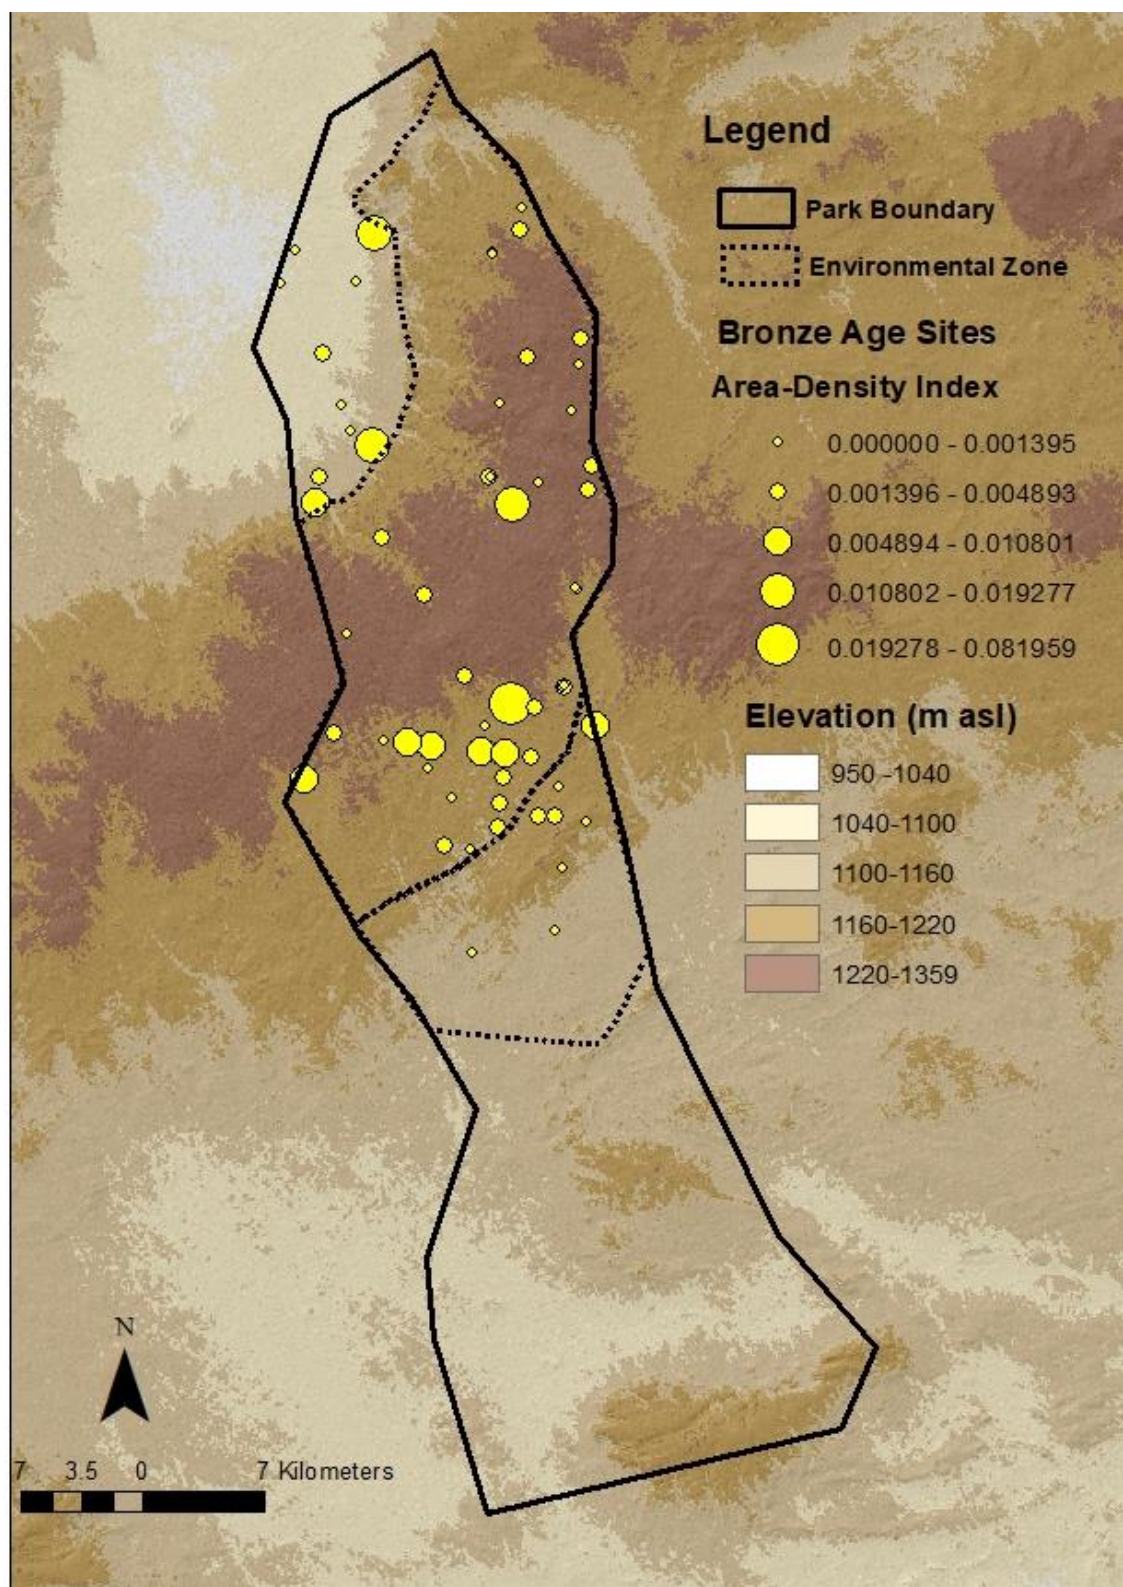 Legend
Park Boundary
Environmental Zone
Bronze Age Sites
Area-Density Index
0.000000 - 0.001395
0.001396 - 0.004893
0.004894 - 0.010801
0.010802 - 0.019277
0.019278 - 0.081959
Elevation (m asl)
950 -1040
1040-1100
1100-1160
1160-1220
1220-1359
N
7 3.5 0 7 Kilometers